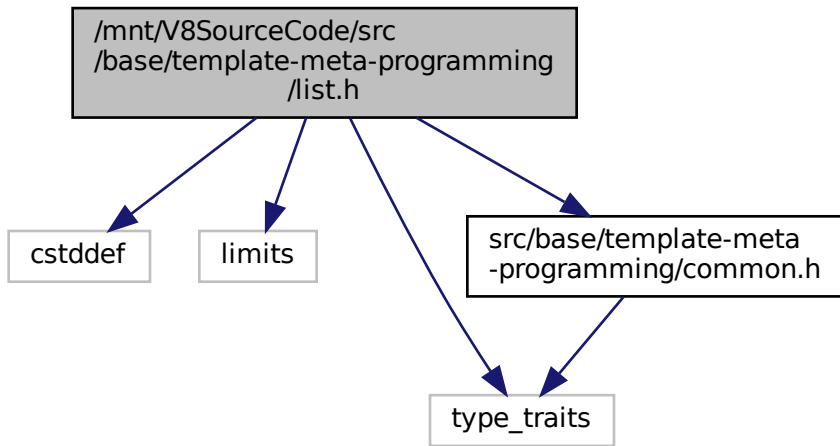 /mnt/V8SourceCode/src
/base/template-meta-programming
/list.h
cstddef
limits
src/base/template-meta
-programming/common.h
type_traits